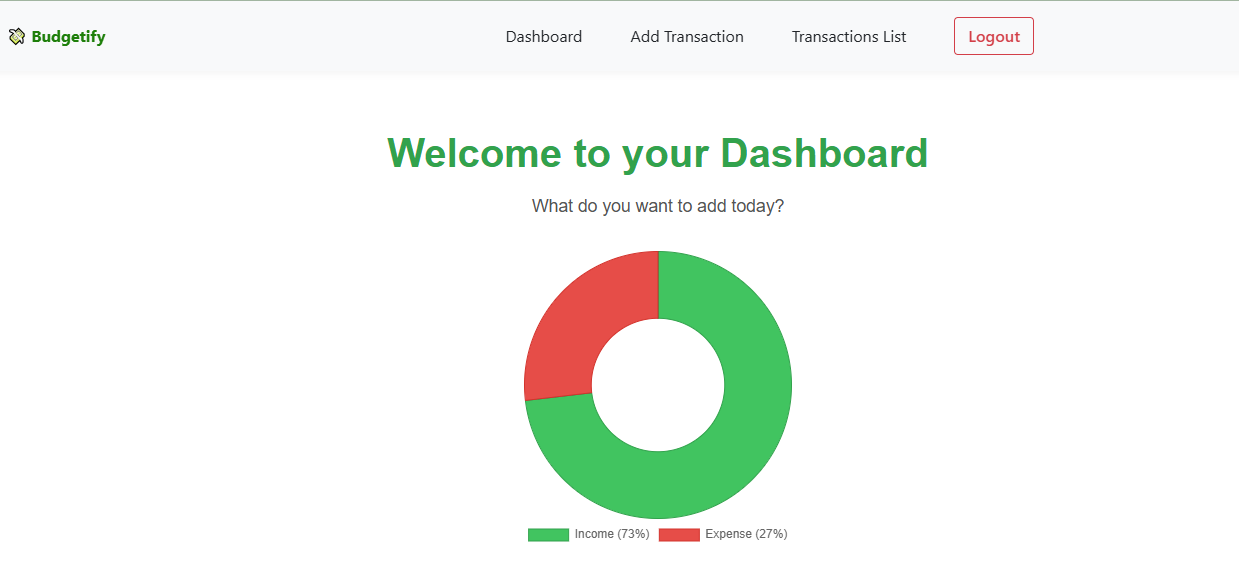 Budgetify Dashboard Add Transaction Transactions List Logout
Welcome to your Dashboard
What do you want to add today?
Income (73%) Expense (27%)